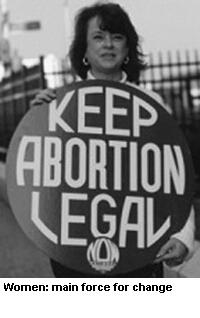 KEEP
ABORTION
LEGAL
Women: main force for change